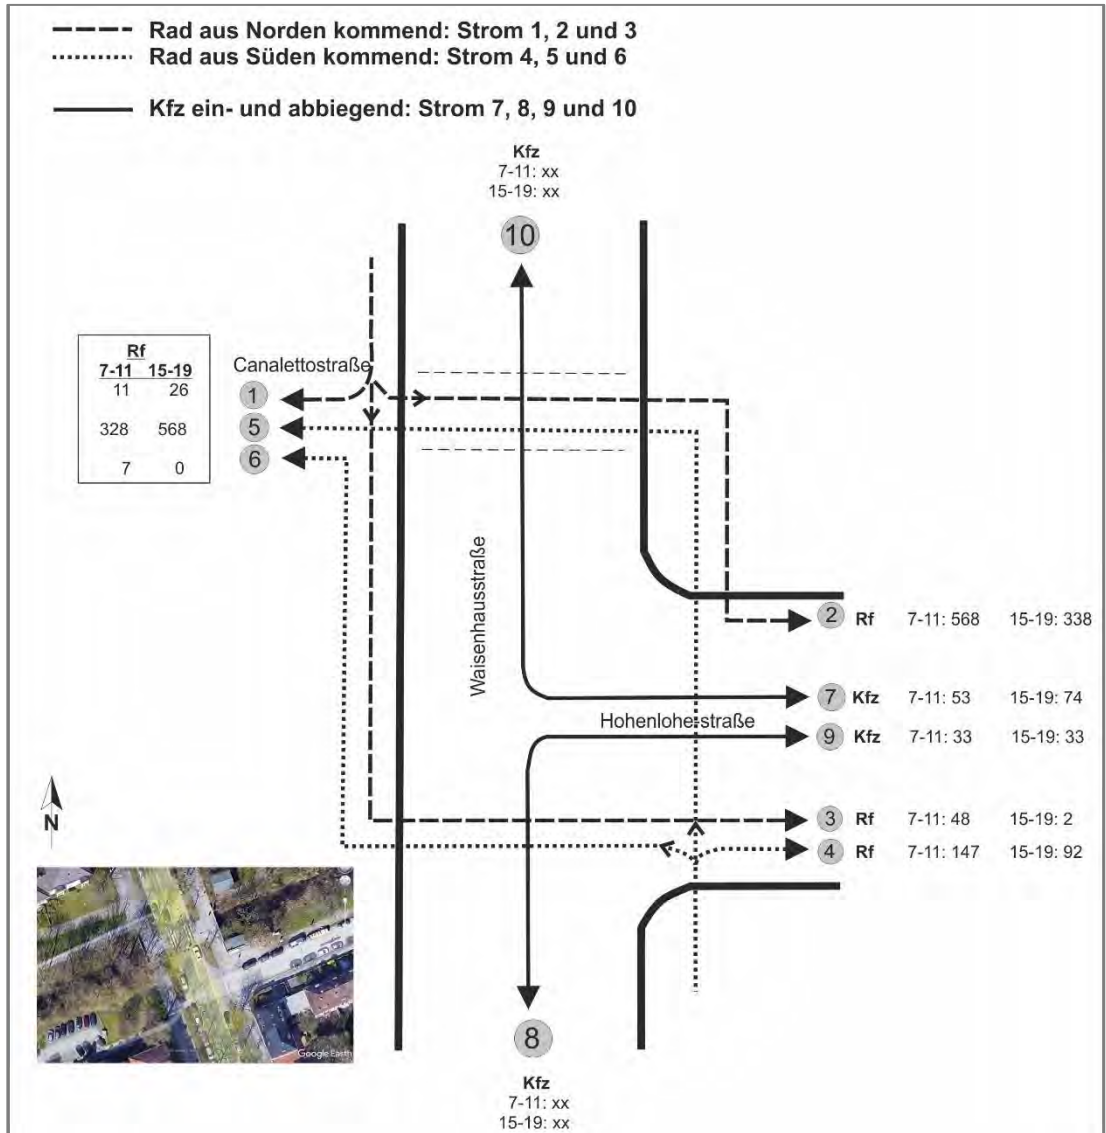 Rad aus Norden kommend: Strom 1, 2 und 3
Rad aus Süden kommend: Strom 4, 5 und 6
Kfz ein- und abbiegend: Strom 7, 8, 9 und 10
Kfz
7-11: xx
15-19: xx
10
Rf
7-11 15-19
11 26
328 568
7 0
Canalettostraße
1
5
6
Waisenhausstraße
2 Rf 7-11: 568 15-19: 338
7 Kfz 7-11: 53 15-19: 74
Hohenlohestraße
9 Kfz 7-11: 33 15-19: 33
3 Rf 7-11: 48 15-19: 2
4 Rf 7-11: 147 15-19: 92
N
Google Earth
8
Kfz
7-11: xx
15-19: xx